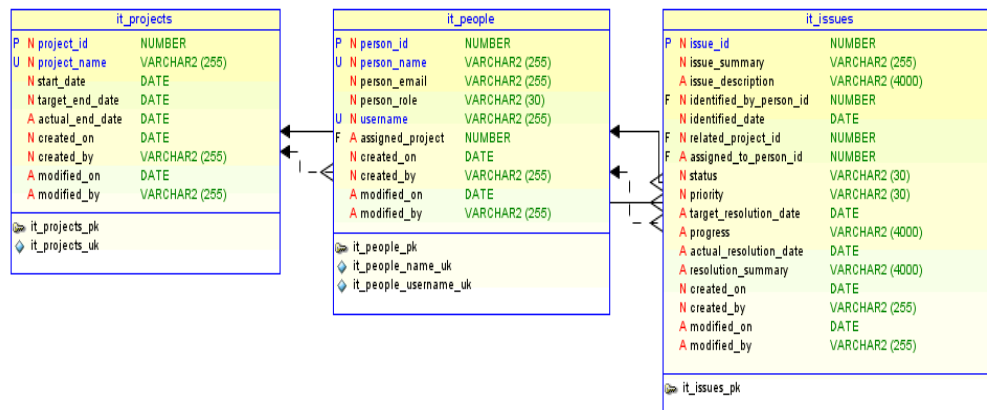 it_projects
P N project_id NUMBER
U N project_name VARCHAR2 (255)
N start_date DATE
N target_end_date DATE
A actual_end_date DATE
N created_on DATE
N created_by VARCHAR2 (255)
A modified_on DATE
A modified_by VARCHAR2 (255)
it_projects_pk
it_projects_uk
it_people
P N person_id NUMBER
U N person_name VARCHAR2 (255)
N person_email VARCHAR2 (255)
N person_role VARCHAR2 (30)
U N username VARCHAR2 (255)
F A assigned_project NUMBER
N created_on DATE
N created_by VARCHAR2 (255)
A modified_on DATE
A modified_by VARCHAR2 (255)
it_people_pk
it_people_name_uk
it_people_username_uk
it_issues
P N issue_id NUMBER
N issue_summary VARCHAR2 (255)
A issue_description VARCHAR2 (4000)
F N identified_by_person_id NUMBER
N identified_date DATE
F N related_project_id NUMBER
F A assigned_to_person_id NUMBER
N status VARCHAR2 (30)
N priority VARCHAR2 (30)
A target_resolution_date DATE
A progress VARCHAR2 (4000)
A actual_resolution_date DATE
A resolution_summary VARCHAR2 (4000)
N created_on DATE
N created_by VARCHAR2 (255)
A modified_on DATE
A modified_by VARCHAR2 (255)
it_issues_pk